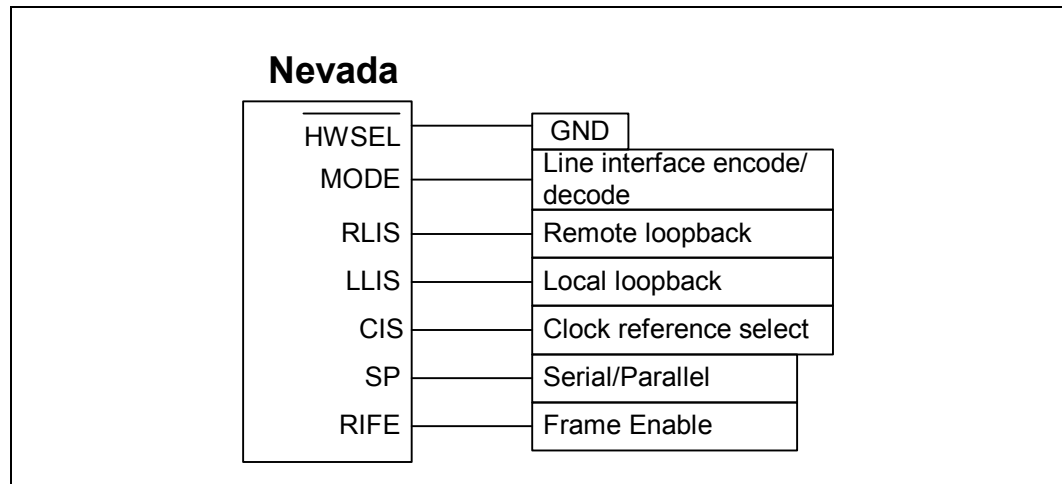 Nevada
HWSEL GND
MODE Line interface encode/
decode
RLIS Remote loopback
LLIS Local loopback
CIS Clock reference select
SP Serial/Parallel
RIFE Frame Enable